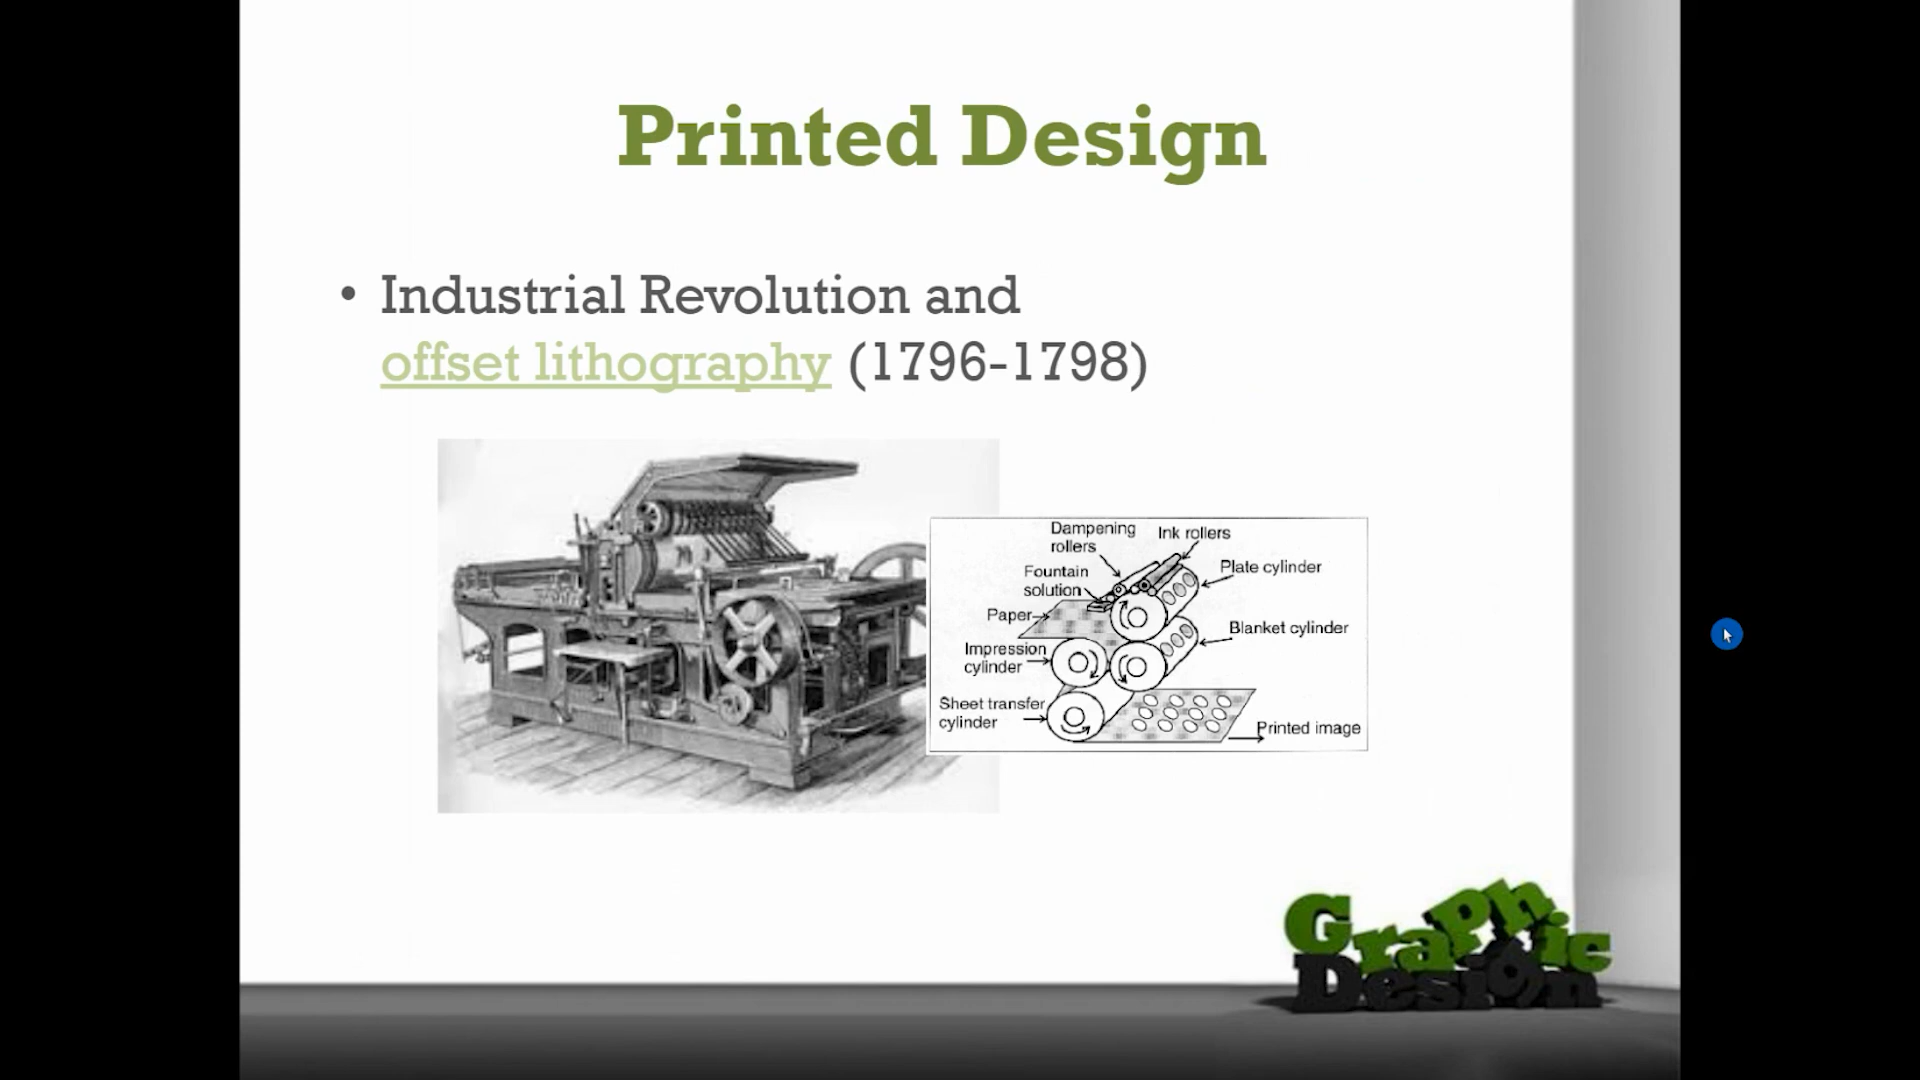 Printed Design
• Industrial Revolution and
offset lithography (1796-1798)
Dampening
rollers
Ink rollers
Fountain
solution
Plate cylinder
Paper
Blanket cylinder
Impression
cylinder
Sheet transfer
cylinder
Printed image
Graphic
Design